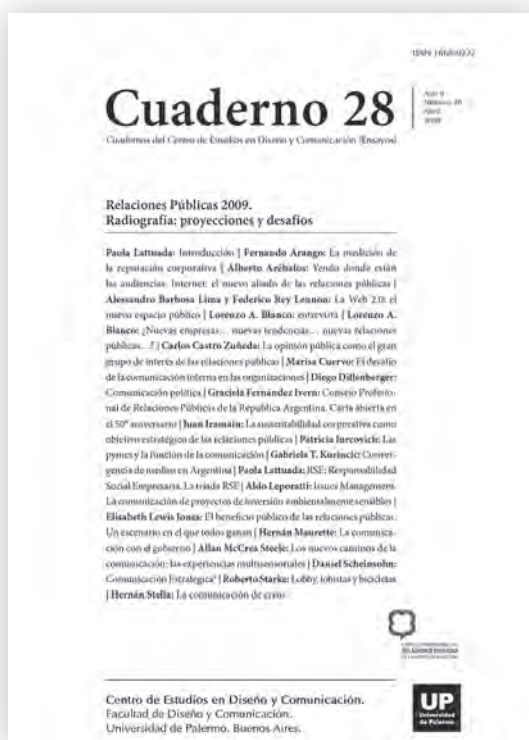 Cuaderno 28
Cuadernos del Centro de Estudios en Diseño y Comunicación [Ensayos]
Relaciones Públicas 2009.
Radiografía: proyecciones y desafíos
Paola Lattuada: Introducción | Fernando Arango: La medición de
la reputación corporativa | Alberto Arébalos: Yendo donde están
las audiencias. Internet: el nuevo aliado de las relaciones públicas |
Alessandro Barbosa Lima y Federico Rey Lennon: La Web 2.0: el
nuevo espacio público | Lorenzo A. Blanco: entrevista | Lorenzo A.
Blanco: ¿Nuevas empresas... nuevas tendencias... nuevas relaciones
públicas...? | Carlos Castro Zuñeda: La opinión pública como el gran
grupo de interés de las relaciones públicas | Marisa Cuervo: El desafío
de la comunicación interna en las organizaciones | Diego Dillenberger:
Comunicación política | Graciela Fernández Ivern: Consejo Profesio-
nal de Relaciones Públicas de la República Argentina. Carta abierta en
el 50º aniversario | Juan Iramain: La sustentabilidad corporativa como
objetivo estratégico de las relaciones públicas | Patricia Iurcovich: Las
pymes y la función de la comunicación | Gabriela T. Kurincic: Conver-
gencia de medios en Argentina | Paola Lattuada: RSE: Responsabilidad
Social Empresaria. La tríada RSE | Aldo Leporatti: Issues Management.
La comunicación de proyectos de inversión ambientalmente sensibles |
Elisabeth Lewis Jones: El beneficio público de las relaciones públicas.
Un escenario en el que todos ganan | Hernán Maurette: La comunica-
ción con el gobierno | Allan McCrea Steele: Los nuevos caminos de la
comunicación: las experiencias multisensoriales | Daniel Scheinsohn:
Comunicación Estratégica® | Roberto Starke: Lobby, lobistas y bicicletas
| Hernán Stella: La comunicación de crisis
Centro de Estudios en Diseño y Comunicación.
Facultad de Diseño y Comunicación.
Universidad de Palermo. Buenos Aires.
UP
Universidad
de Palermo